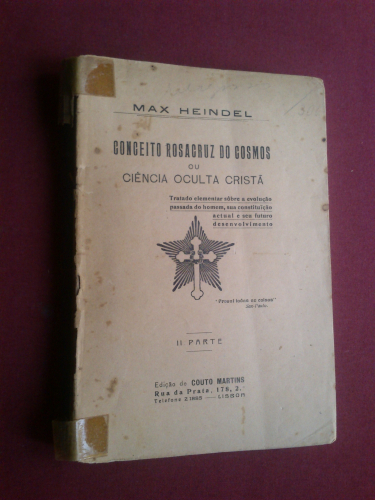 MAX HEINDEL
CONCEITO ROSACRUZ DO COSMOS
OU
CIÊNCIA OCULTA CRISTÃ
Tratado elementar sôbre a evolução
passada do homem, sua constituição
actual e seu futuro
desenvolvimento
II PARTE
Edição de COUTO MARTINS
Rua da Prata, 178, 2.º
LISBOA